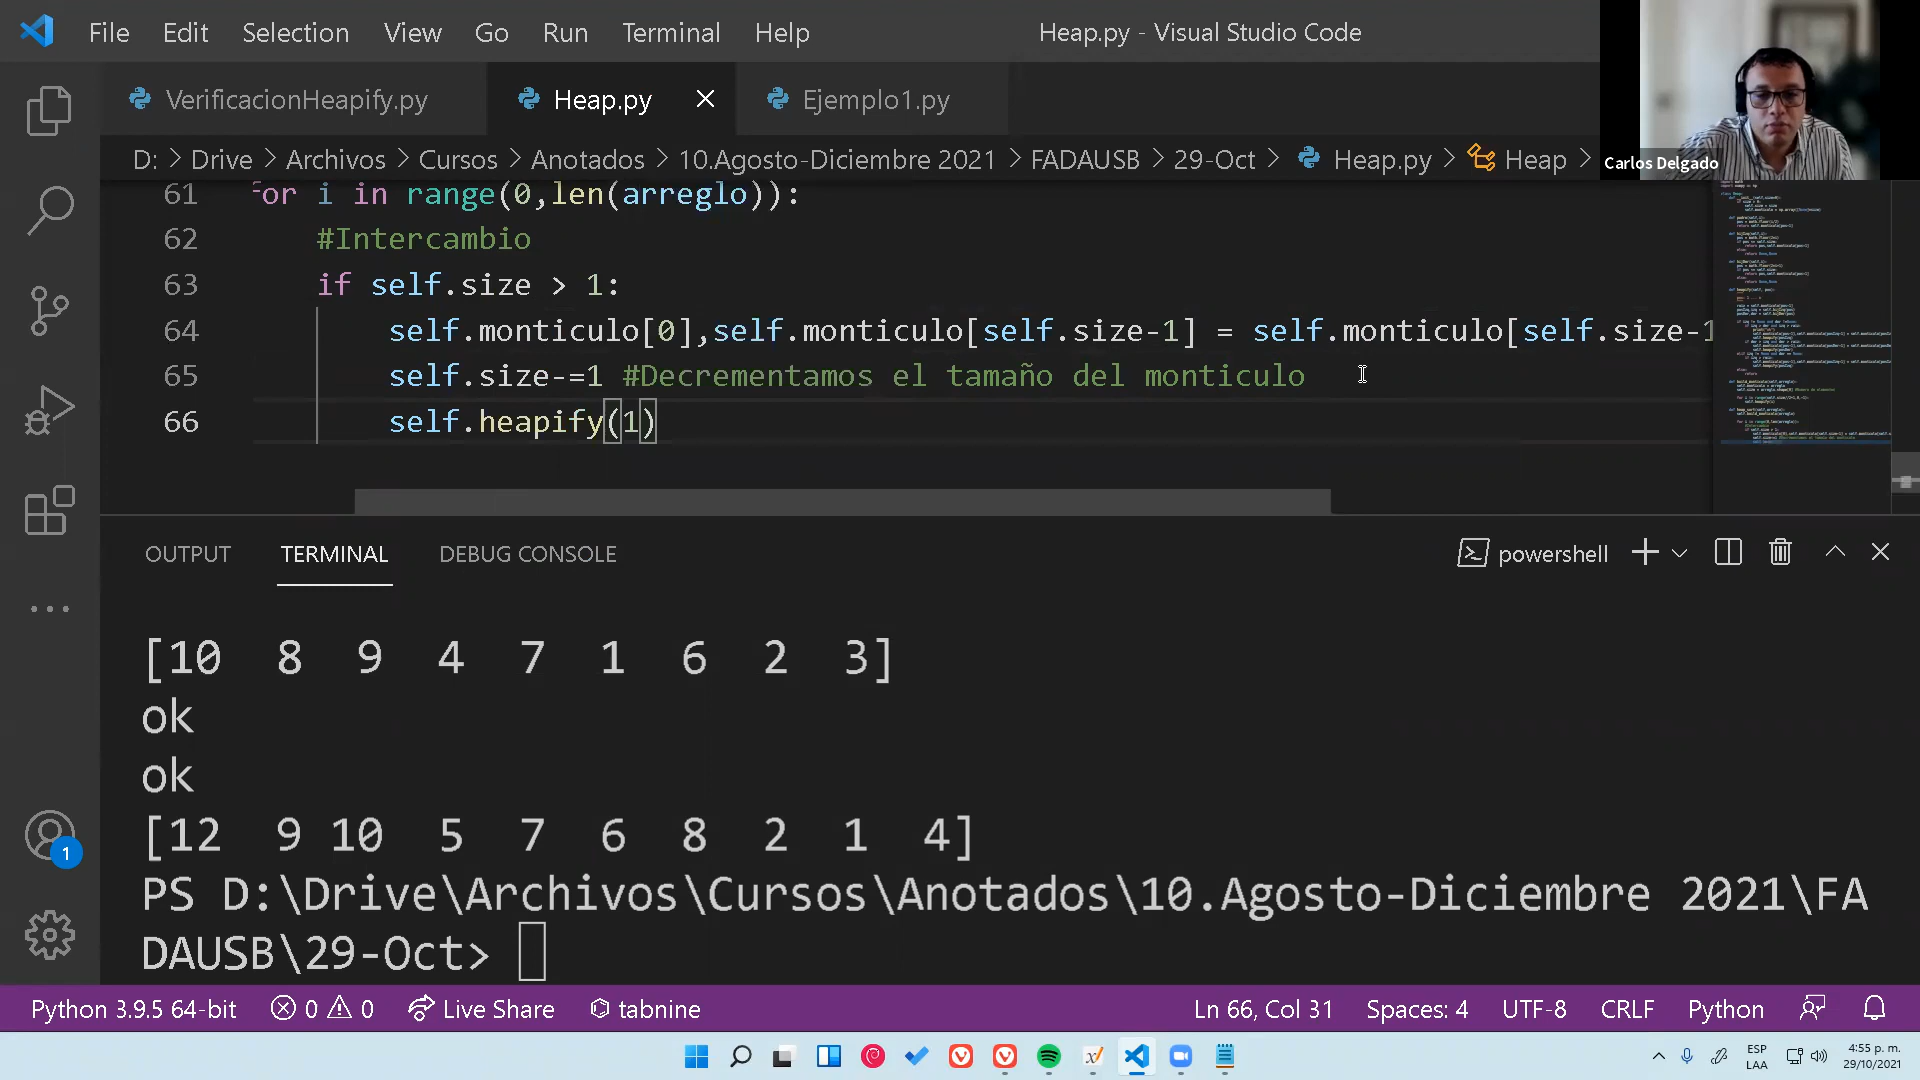 File Edit Selection View Go Run Terminal Help
Heap.py - Visual Studio Code
VerificacionHeapify.py
Heap.py
Ejemplo1.py
D: > Drive > Archivos > Cursos > Anotados > 10.Agosto-Diciembre 2021 > FADAUSB > 29-Oct > Heap.py > Heap >
Carlos Delgado
61 for i in range(0,len(arreglo)):
62 #Intercambio
63 if self.size > 1:
64 self.monticulo[0],self.monticulo[self.size-1] = self.monticulo[self.size-1
65 self.size-=1 #Decrementamos el tamaño del monticulo
66 self.heapify(1)
OUTPUT TERMINAL DEBUG CONSOLE
powershell
[10 8 9 4 7 1 6 2 3]
ok
ok
[12 9 10 5 7 6 8 2 1 4]
PS D:\Drive\Archivos\Cursos\Anotados\10.Agosto-Diciembre 2021\FA
DAUSB\29-Oct>
1
Python 3.9.5 64-bit 0 0 Live Share tabnine
Ln 66, Col 31 Spaces: 4 UTF-8 CRLF Python
ESP
LAA
4:55 p. m.
29/10/2021